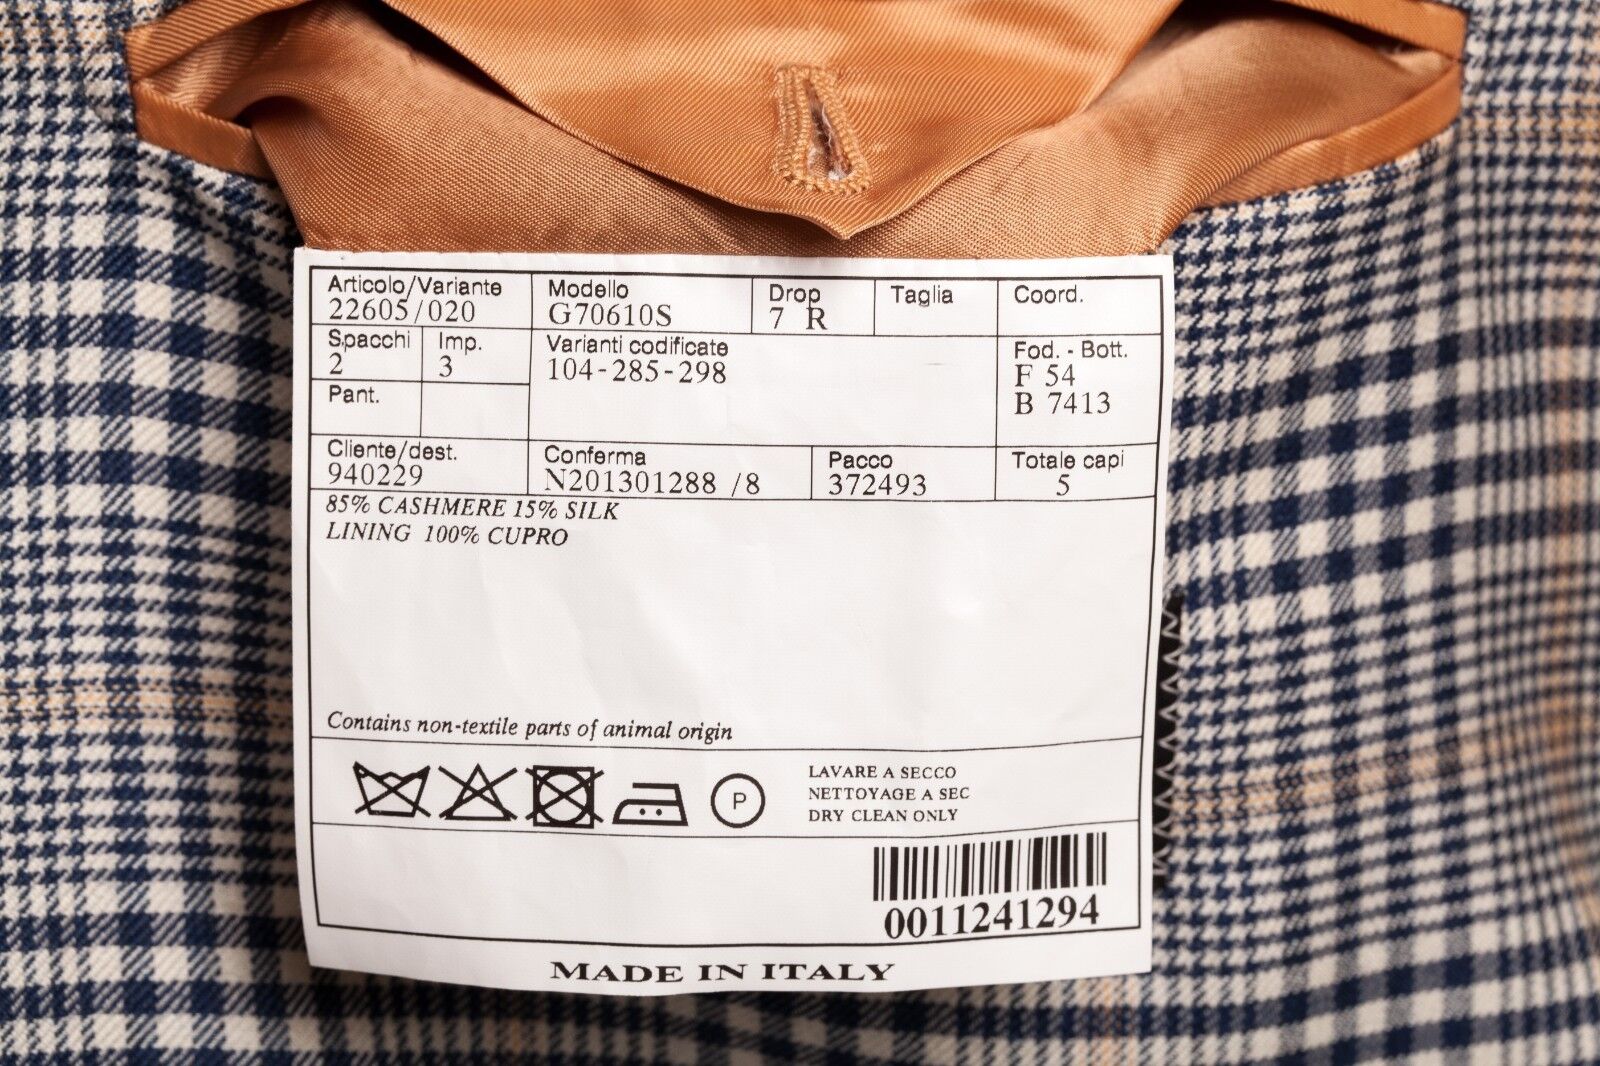 Articolo/Variante Modello Drop Taglia Coord.
22605/020 G70610S 7 R
Spacchi Imp. Varianti codificate Fod. - Bott.
2 3 104-285-298 F 54
Pant. B 7413
Cliente/dest. Conferma Pacco Totale capi
940229 N201301288 /8 372493 5
85% CASHMERE 15% SILK
LINING 100% CUPRO
Contains non-textile parts of animal origin
P
LAVARE A SECCO
NETTOYAGE A SEC
DRY CLEAN ONLY
0011241294
MADE IN ITALY